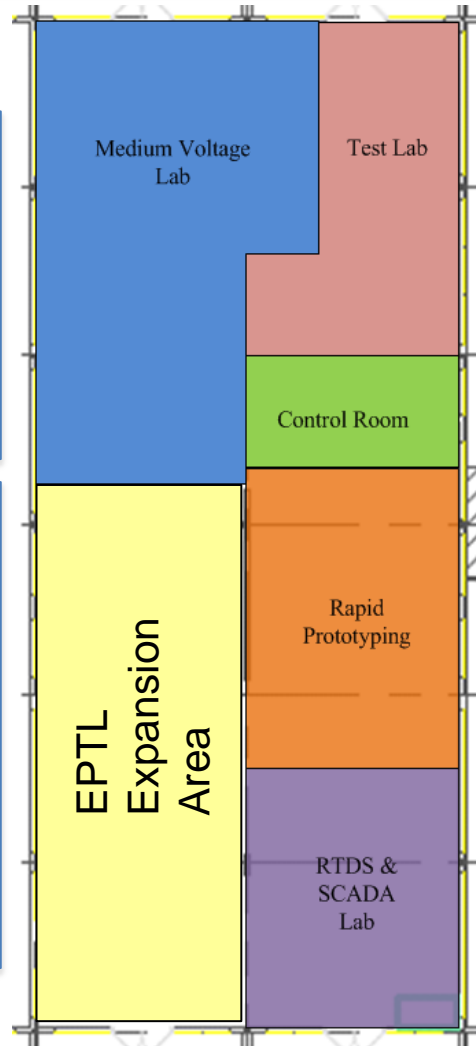 Medium Voltage
Lab
Test Lab
Control Room
Rapid
Prototyping
EPTL
Expansion
Area
RTDS &
SCADA
Lab